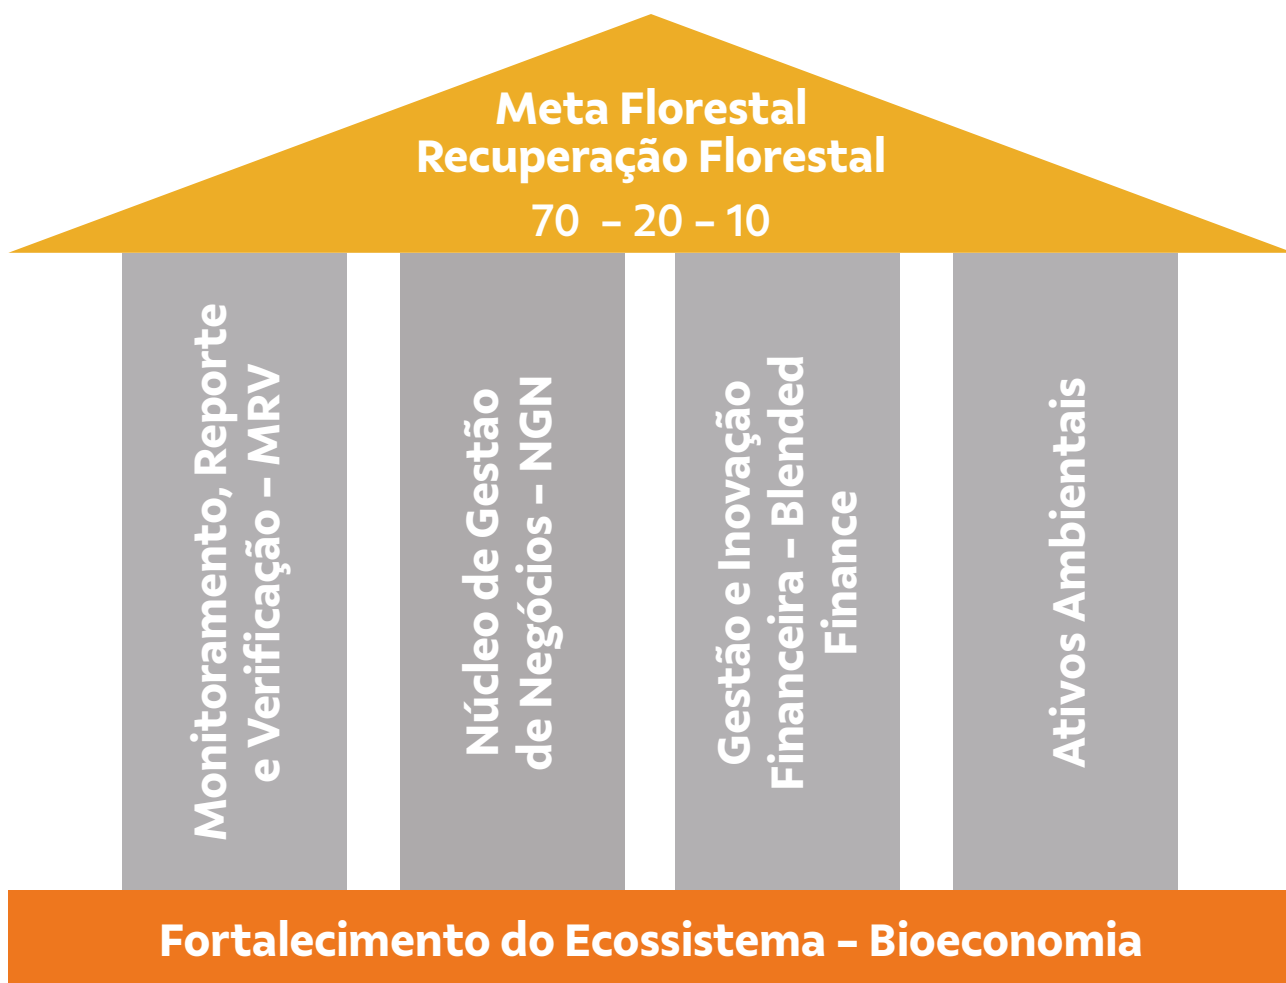 Meta Florestal
Recuperação Florestal
70 – 20 – 10
Monitoramento, Reporte
e Verificação – MRV
Núcleo de Gestão
de Negócios – NGN
Gestão e Inovação
Financeira – Blended
Finance
Ativos Ambientais
Fortalecimento do Ecossistema – Bioeconomia